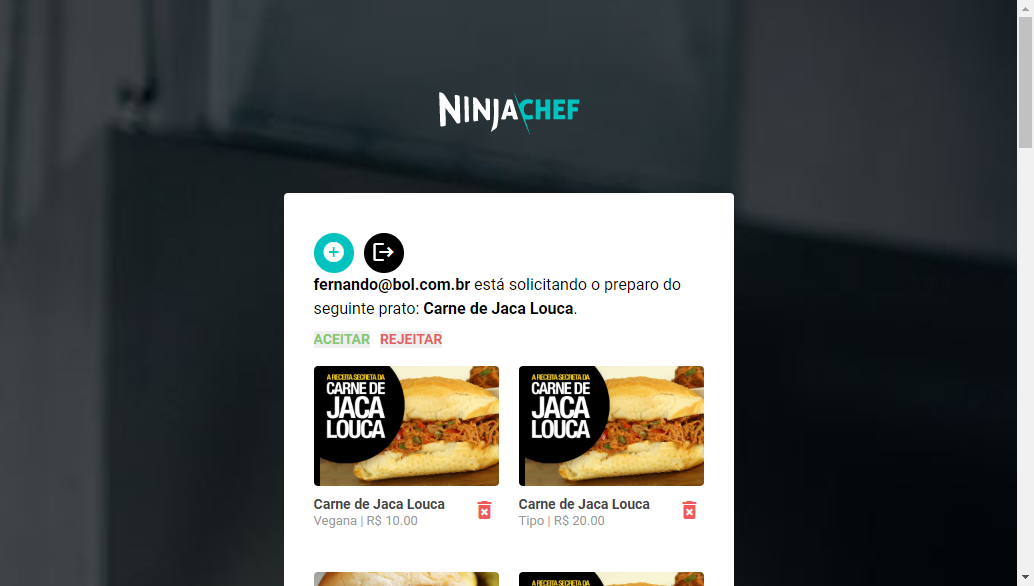 NINJACHEF
fernando@bol.com.br está solicitando o preparo do
seguinte prato: Carne de Jaca Louca.
ACEITAR REJEITAR
A RECEITA SECRETA DA
CARNE DE
JACA
LOUCA
A RECEITA SECRETA DA
CARNE DE
JACA
LOUCA
Carne de Jaca Louca
Vegana | R$ 10.00
Carne de Jaca Louca
Tipo | R$ 20.00
A RECEITA SECRETA DA